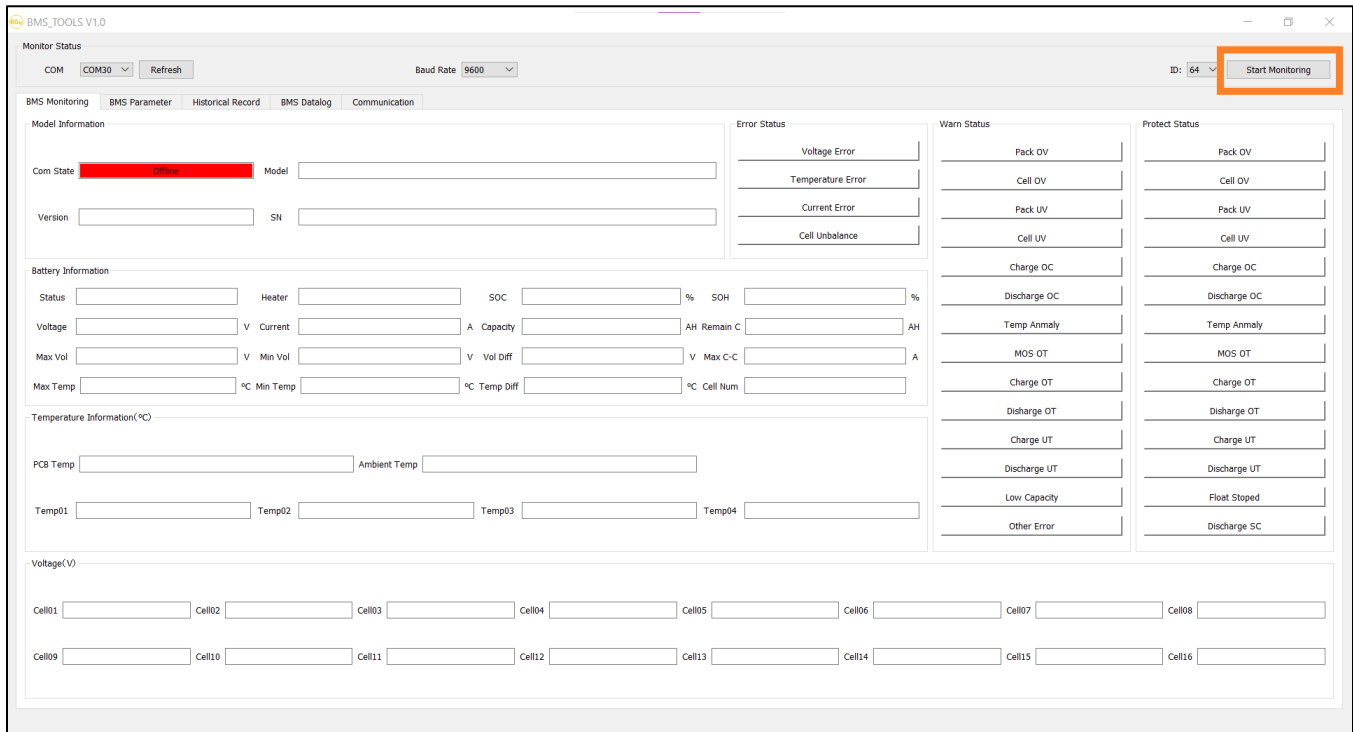 BMS_TOOLS V1.0
Monitor Status
COM COM30 Refresh Baud Rate 9600 ID: 64 Start Monitoring
BMS Monitoring BMS Parameter Historical Record BMS Datalog Communication
Model Information
Com State Offline Model
Version SN
Error Status
Voltage Error
Temperature Error
Current Error
Cell Unbalance
Warn Status
Pack OV
Cell OV
Pack UV
Cell UV
Charge OC
Discharge OC
Temp Anmaly
MOS OT
Charge OT
Disharge OT
Charge UT
Discharge UT
Low Capacity
Other Error
Protect Status
Pack OV
Cell OV
Pack UV
Cell UV
Charge OC
Discharge OC
Temp Anmaly
MOS OT
Charge OT
Disharge OT
Charge UT
Discharge UT
Float Stoped
Discharge SC
Battery Information
Status Heater SOC % SOH %
Voltage V Current A Capacity AH Remain C AH
Max Vol V Min Vol V Vol Diff V Max C-C A
Max Temp ºC Min Temp ºC Temp Diff ºC Cell Num
Temperature Information(ºC)
PCB Temp Ambient Temp
Temp01 Temp02 Temp03 Temp04
Voltage(V)
Cell01 Cell02 Cell03 Cell04 Cell05 Cell06 Cell07 Cell08
Cell09 Cell10 Cell11 Cell12 Cell13 Cell14 Cell15 Cell16